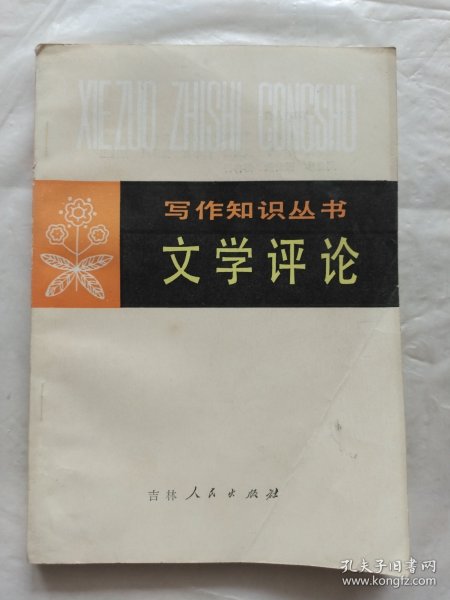 XIEZUO ZHISHI CONGSHU
写作知识丛书
文学评论
吉林人民出版社
孔夫子旧书网
www.kongfz.com